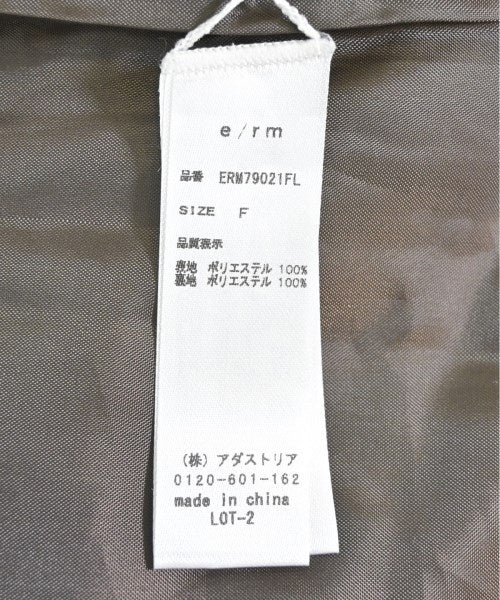 e/rm
品番 ERM79021FL
SIZE F
品質表示
表地 ポリエステル 100%
裏地 ポリエステル 100%
(株) アダストリア
0120-601-162
made in china
LOT-2